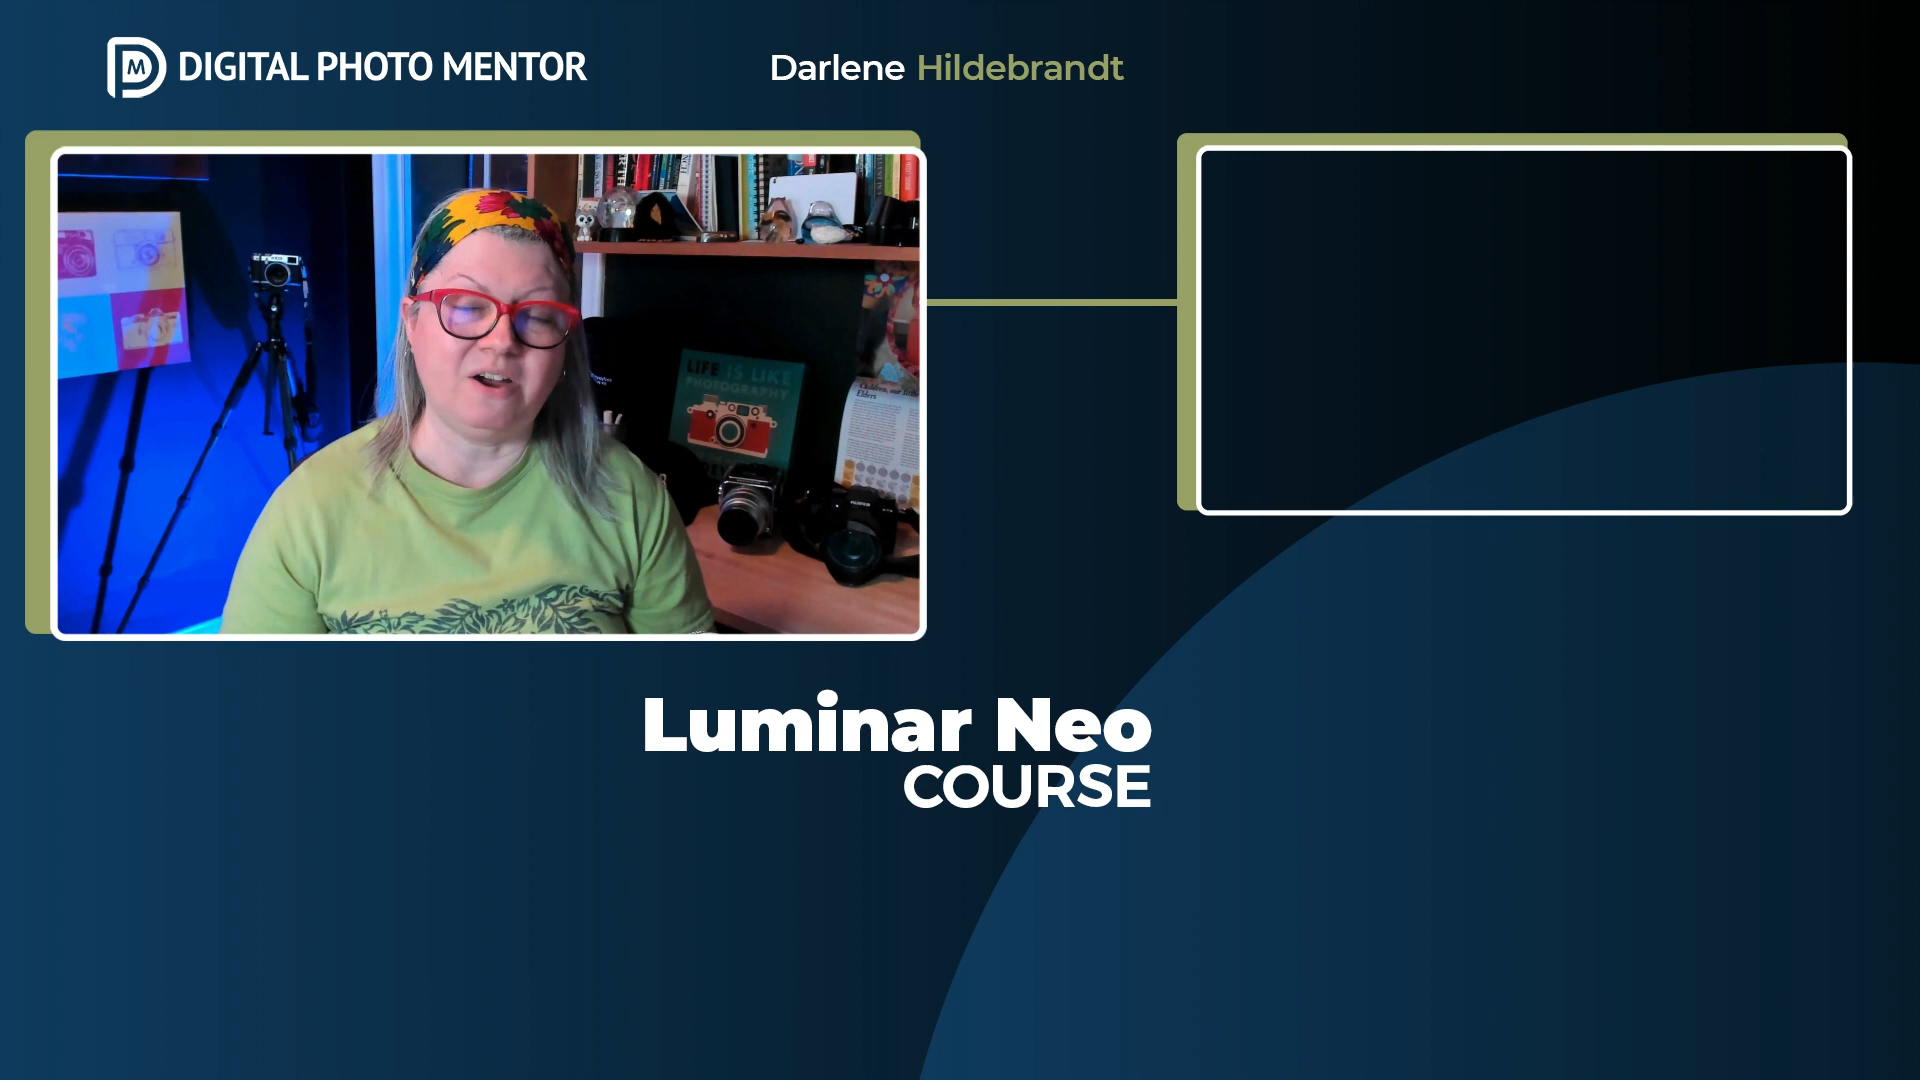 DIGITAL PHOTO MENTOR
Darlene Hildebrandt
LIFE IS LIKE
PHOTOGRAPHY
Luminar Neo
COURSE